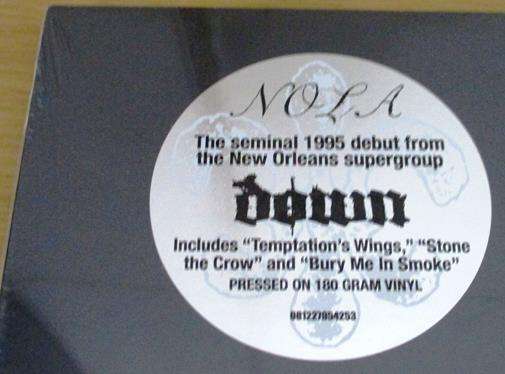 NOLA
The seminal 1995 debut from
the New Orleans supergroup
down
Includes "Temptation's Wings," "Stone
the Crow" and "Bury Me In Smoke"
PRESSED ON 180 GRAM VINYL
081227954253